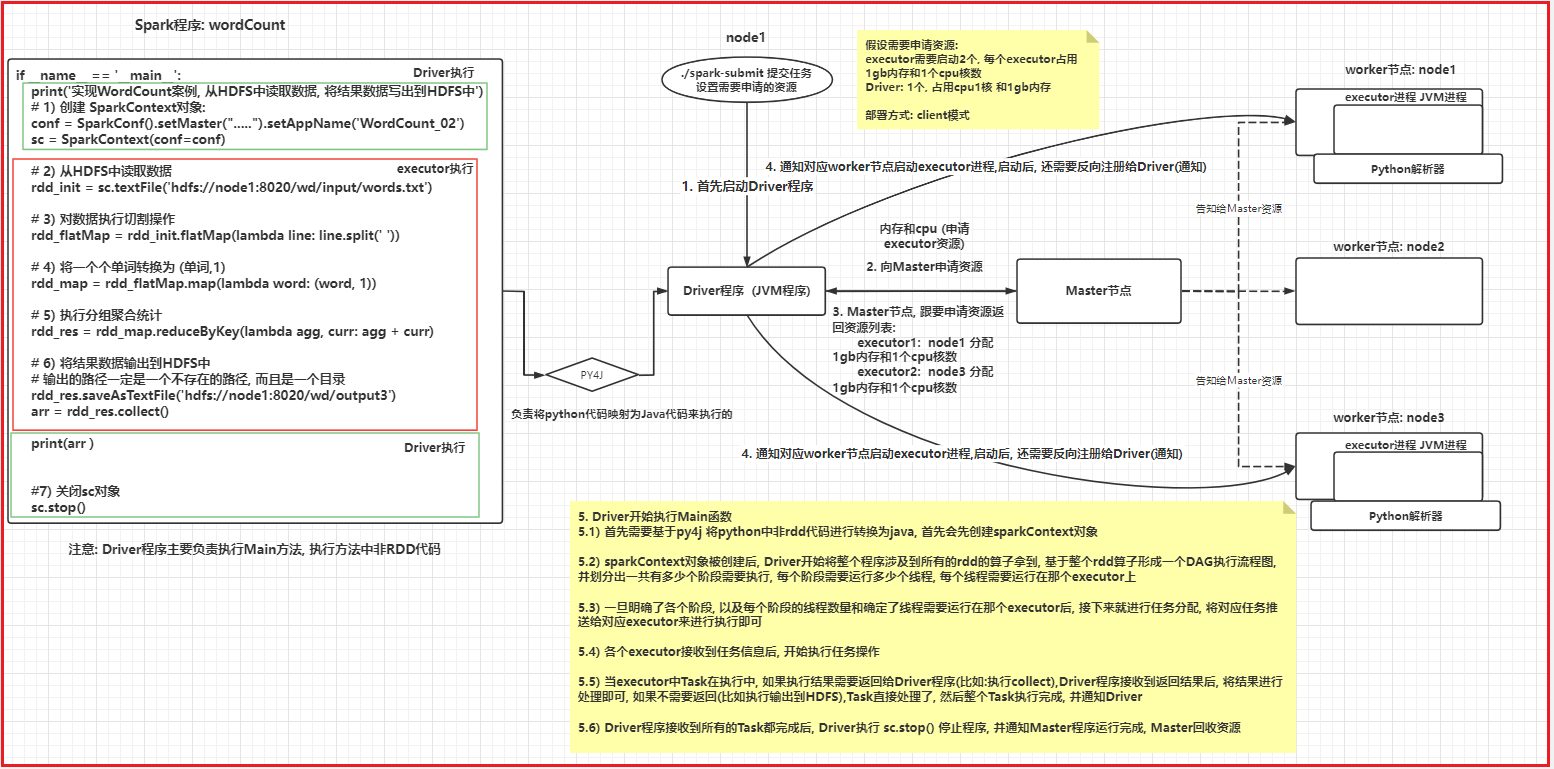 Spark程序: wordCount
if __name__ == '__main__':
Driver执行
print('实现WordCount案例, 从HDFS中读取数据, 将结果数据写出到HDFS中')
# 1) 创建 SparkContext对象:
conf = SparkConf().setMaster(".....").setAppName('WordCount_02')
sc = SparkContext(conf=conf)
executor执行
# 2) 从HDFS中读取数据
rdd_init = sc.textFile('hdfs://node1:8020/wd/input/words.txt')
# 3) 对数据执行切割操作
rdd_flatMap = rdd_init.flatMap(lambda line: line.split(' '))
# 4) 将一个个单词转换为 (单词,1)
rdd_map = rdd_flatMap.map(lambda word: (word, 1))
# 5) 执行分组聚合统计
rdd_res = rdd_map.reduceByKey(lambda agg, curr: agg + curr)
# 6) 将结果数据输出到HDFS中
# 输出的路径一定是一个不存在的路径, 而且是一个目录
rdd_res.saveAsTextFile('hdfs://node1:8020/wd/output3')
arr = rdd_res.collect()
print(arr )
Driver执行
#7) 关闭sc对象
sc.stop()
注意: Driver程序主要负责执行Main方法, 执行方法中非RDD代码
PY4J
负责将python代码映射为Java代码来执行的
node1
./spark-submit 提交任务
设置需要申请的资源
假设需要申请资源:
executor需要启动2个, 每个executor占用
1gb内存和1个cpu核数
Driver: 1个, 占用cpu1核 和1gb内存
部署方式: client模式
4. 通知对应worker节点启动executor进程,启动后, 还需要反向注册给Driver(通知)
1. 首先启动Driver程序
Driver程序 (JVM程序)
内存和cpu (申请
executor资源)
2. 向Master申请资源
3. Master节点, 跟要申请资源返
回资源列表:
executor1: node1 分配
1gb内存和1个cpu核数
executor2: node3 分配
1gb内存和1个cpu核数
Master节点
4. 通知对应worker节点启动executor进程,启动后, 还需要反向注册给Driver(通知)
worker节点: node1
executor进程 JVM进程
Python解析器
告知给Master资源
worker节点: node2
告知给Master资源
worker节点: node3
executor进程 JVM进程
Python解析器
5. Driver开始执行Main函数
5.1) 首先需要基于py4j 将python中非rdd代码进行转换为java, 首先会先创建sparkContext对象
5.2) sparkContext对象被创建后, Driver开始将整个程序涉及到所有的rdd的算子拿到, 基于整个rdd算子形成一个DAG执行流程图,
并划分出一共有多少个阶段需要执行, 每个阶段需要运行多少个线程, 每个线程需要运行在那个executor上
5.3) 一旦明确了各个阶段, 以及每个阶段的线程数量和确定了线程需要运行在那个executor后, 接下来就进行任务分配, 将对应任务推
送给对应executor来进行执行即可
5.4) 各个executor接收到任务信息后, 开始执行任务操作
5.5) 当executor中Task在执行中, 如果执行结果需要返回给Driver程序(比如:执行collect),Driver程序接收到返回结果后, 将结果进行
处理即可, 如果不需要返回(比如执行输出到HDFS),Task直接处理了, 然后整个Task执行完成, 并通知Driver
5.6) Driver程序接收到所有的Task都完成后, Driver执行 sc.stop() 停止程序, 并通知Master程序运行完成, Master回收资源